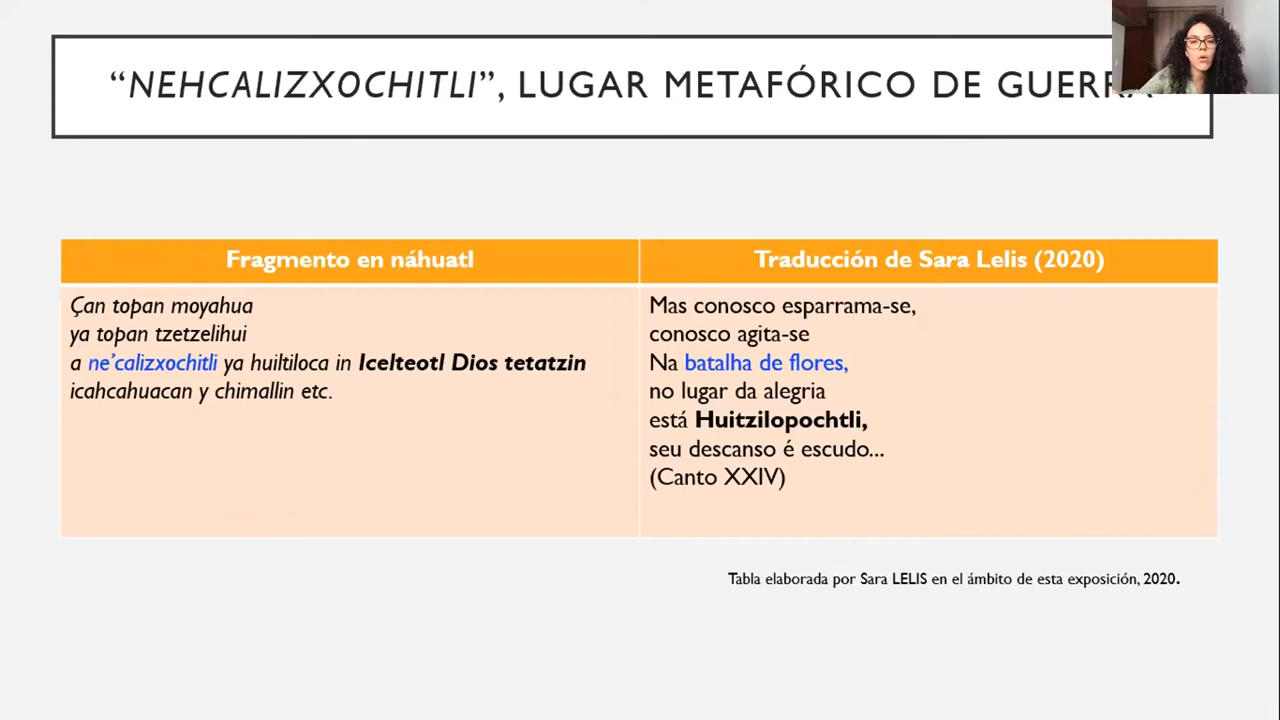 “NEHCALIZXOCHITLI”, LUGAR METAFÓRICO DE GUERRA
Fragmento en náhuatl
Traducción de Sara Lelis (2020)
Çan topan moyahua
ya topan tzetzelihui
a ne’calizxochitli ya huiltiloca in Icelteotl Dios tetatzin
icahcahuacan y chimallin etc.
Mas conosco esparrama-se,
conosco agita-se
Na batalha de flores,
no lugar da alegria
está Huitzilopochtli,
seu descanso é escudo...
(Canto XXIV)
Tabla elaborada por Sara LELIS en el ámbito de esta exposición, 2020.